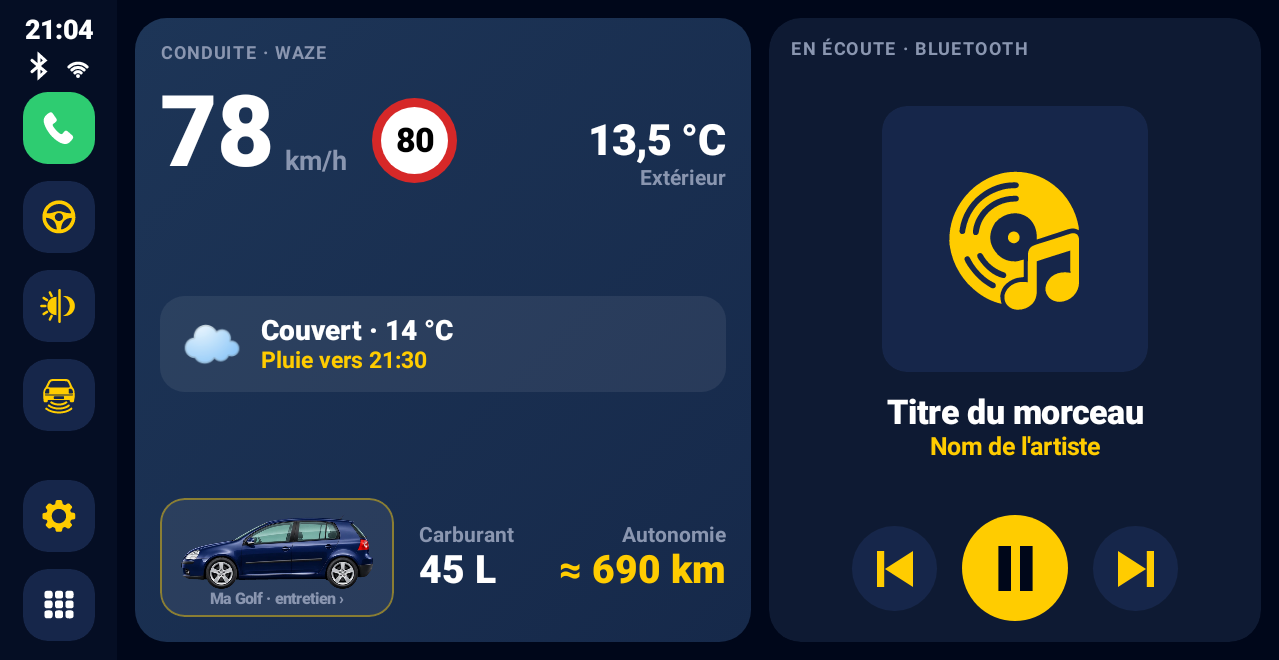 21:04
CONDUITE · WAZE
78 km/h
80
13,5 °C
Extérieur
Couvert · 14 °C
Pluie vers 21:30
Ma Golf · entretien ›
Carburant
45 L
Autonomie
≈ 690 km
EN ÉCOUTE · BLUETOOTH
Titre du morceau
Nom de l'artiste